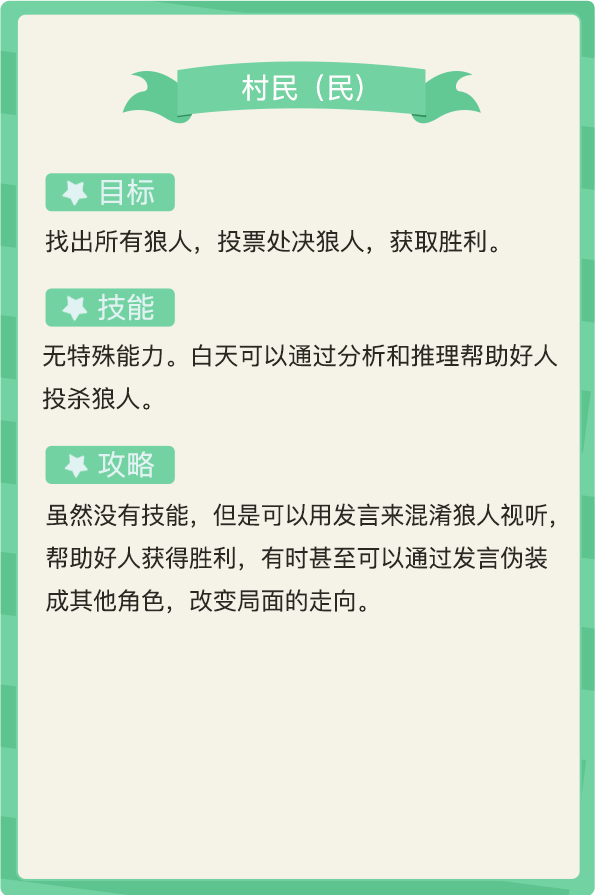 村民（民）
目标
找出所有狼人，投票处决狼人，获取胜利。
技能
无特殊能力。白天可以通过分析和推理帮助好人
投杀狼人。
攻略
虽然没有技能，但是可以用发言来混淆狼人视听，
帮助好人获得胜利，有时甚至可以通过发言伪装
成其他角色，改变局面的走向。